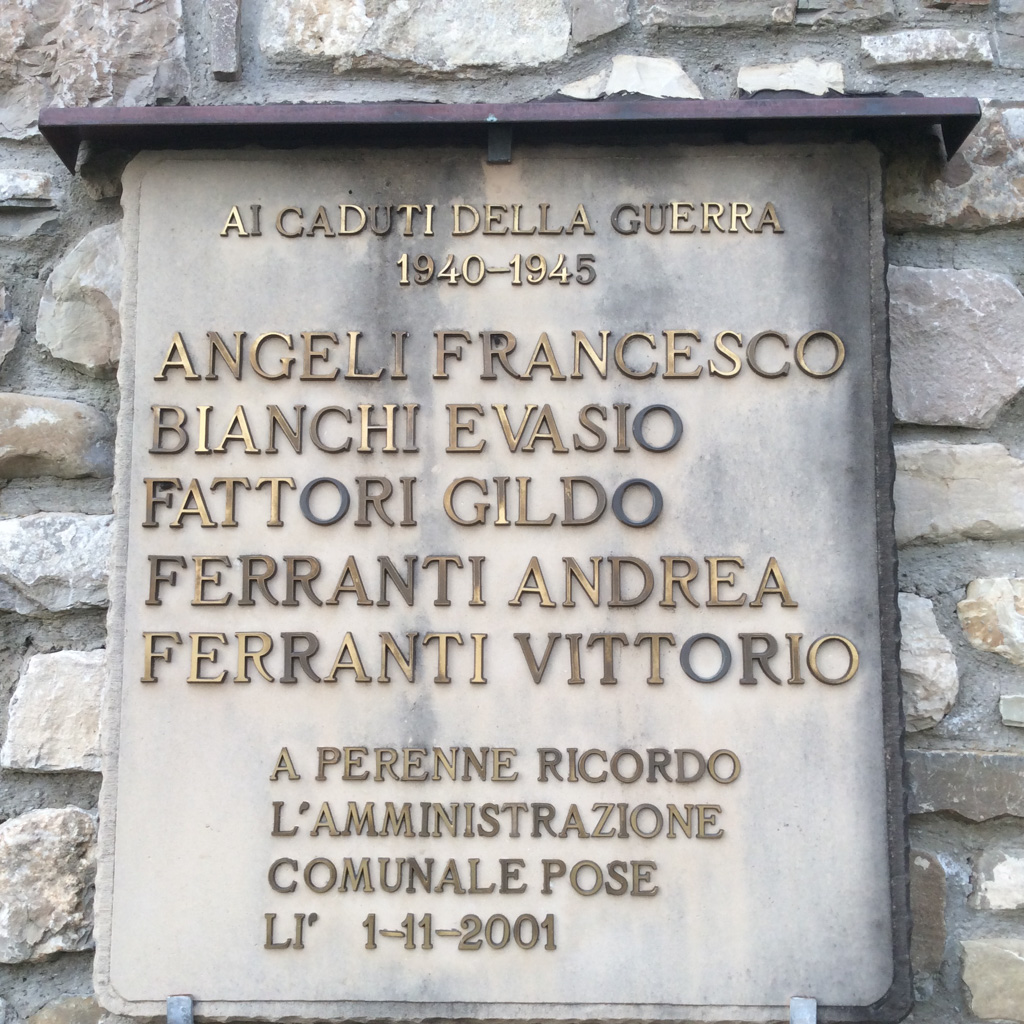 AI CADUTI DELLA GUERRA
1940-1945
ANGELI FRANCESCO
BIANCHI EVASIO
FATTORI GILDO
FERRANTI ANDREA
FERRANTI VITTORIO
A PERENNE RICORDO
L'AMMINISTRAZIONE
COMUNALE POSE
LI' 1-11-2001